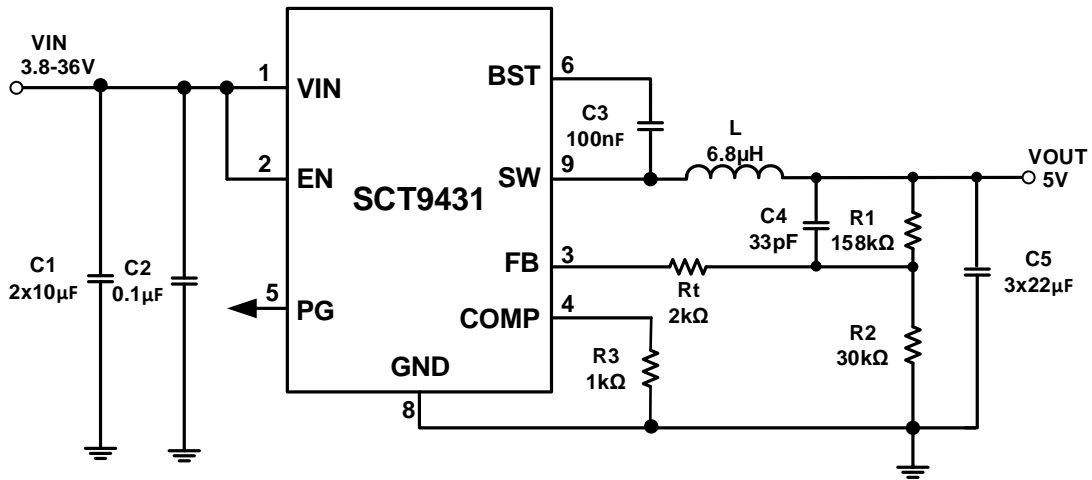 VIN
3.8-36V
1
VIN
2
EN
C1
2x10µF
C2
0.1µF
5
PG
SCT9431
GND
8
BST
6
C3
100nF
SW
9
L
6.8µH
VOUT
5V
C4
33pF
R1
158kΩ
FB
3
Rt
2kΩ
C5
3x22µF
COMP
4
R3
1kΩ
R2
30kΩ